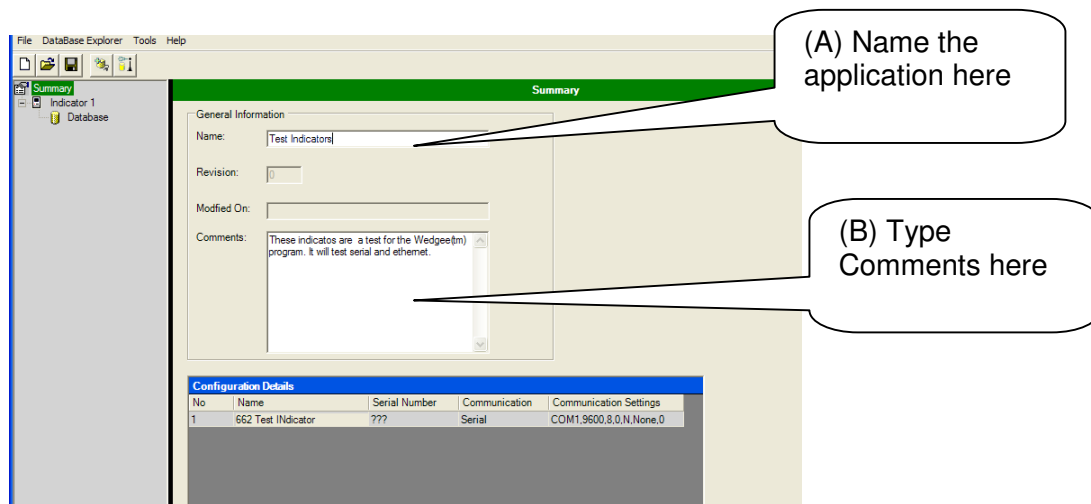 File DataBase Explorer Tools Help
Summary
Indicator 1
Database
Summary
General Information
Name:
Test Indicators
Revision:
0
Modfied On:
Comments:
These indicatos are a test for the Wedgee(tm)
program. It will test serial and ethernet.
Configuration Details
No Name Serial Number Communication Communication Settings
1 662 Test INdicator ??? Serial COM1,9600,8,0,N,None,0
(A) Name the
application here
(B) Type
Comments here